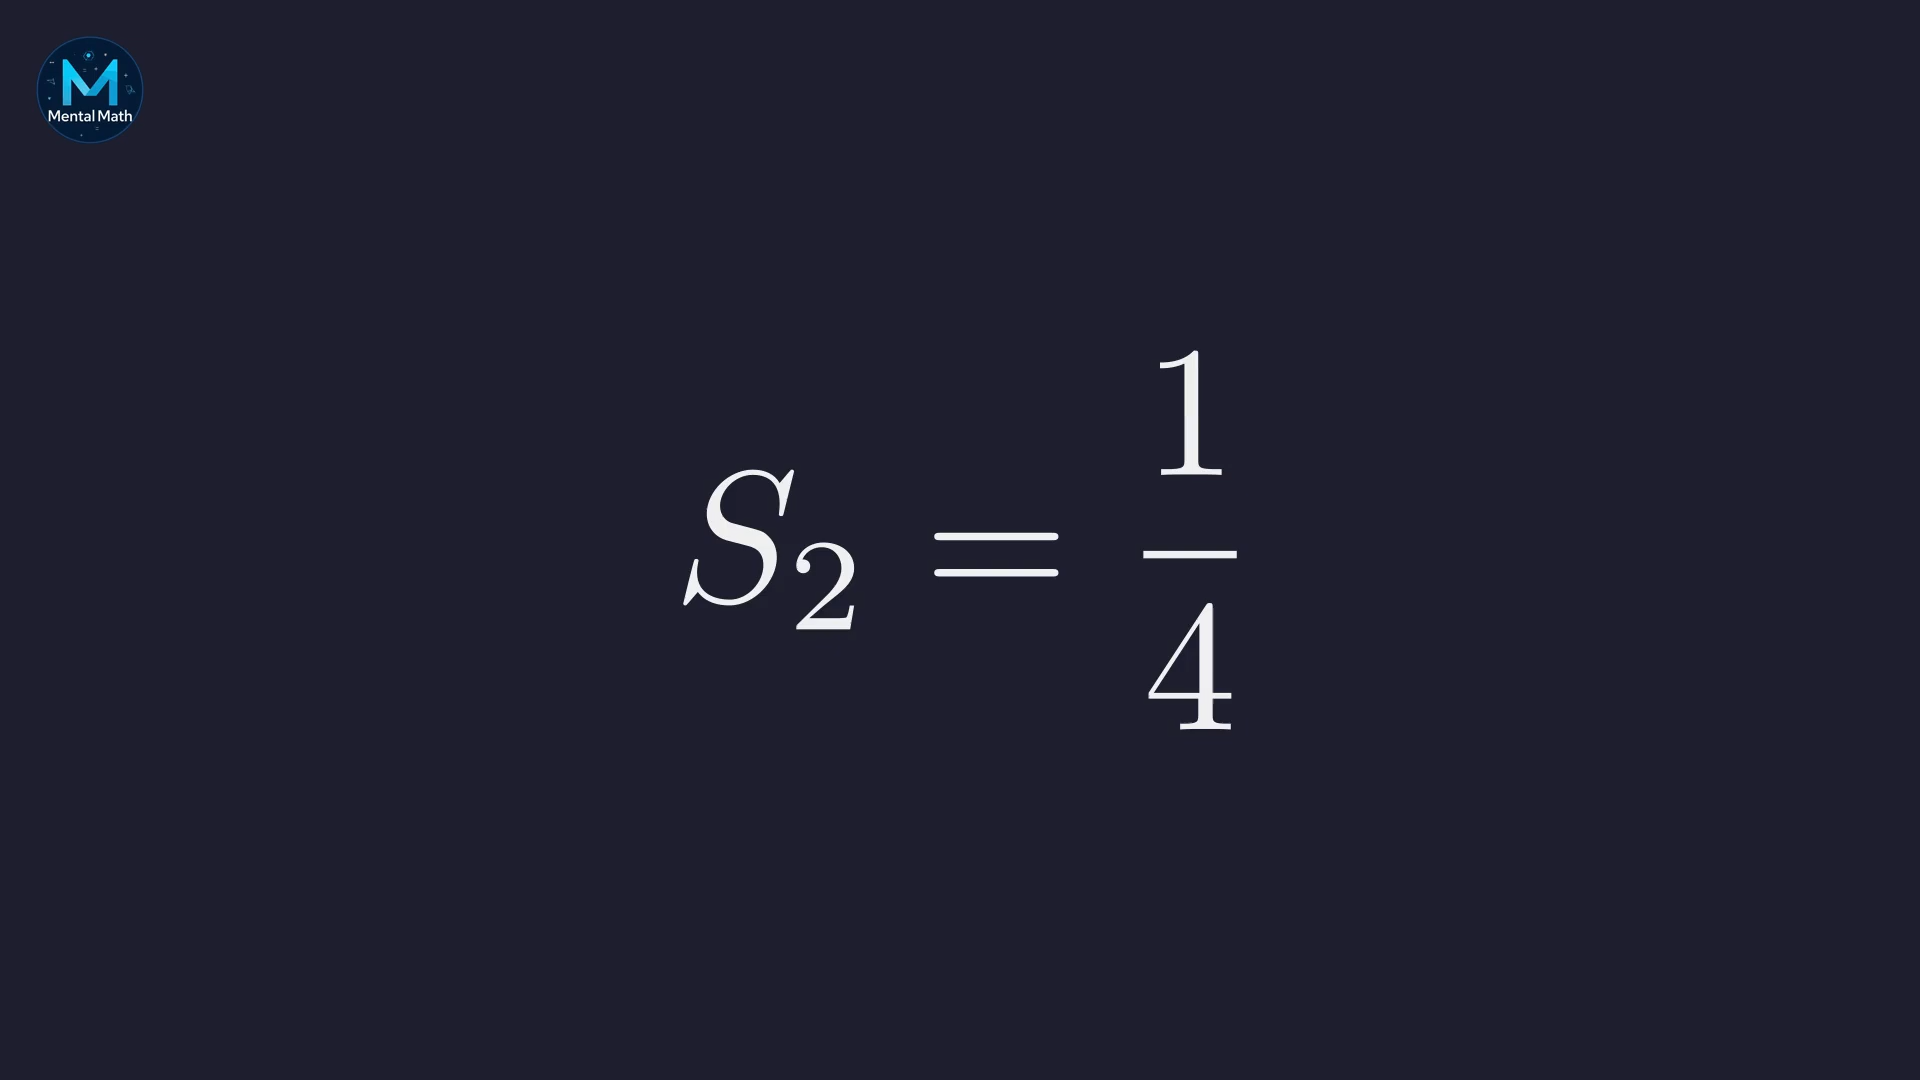 Mental Math
S₂ = 1/4